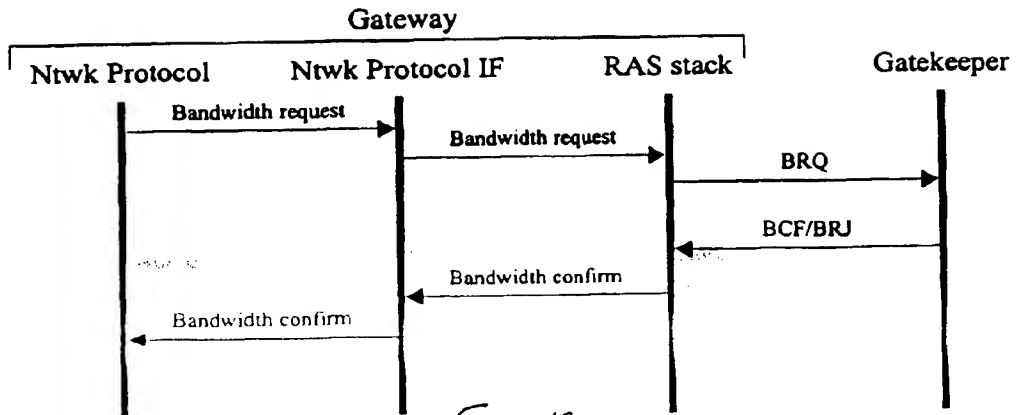 Gateway
Ntwk Protocol Ntwk Protocol IF RAS stack Gatekeeper
Bandwidth request
Bandwidth request
BRQ
BCF/BRJ
Bandwidth confirm
Bandwidth confirm